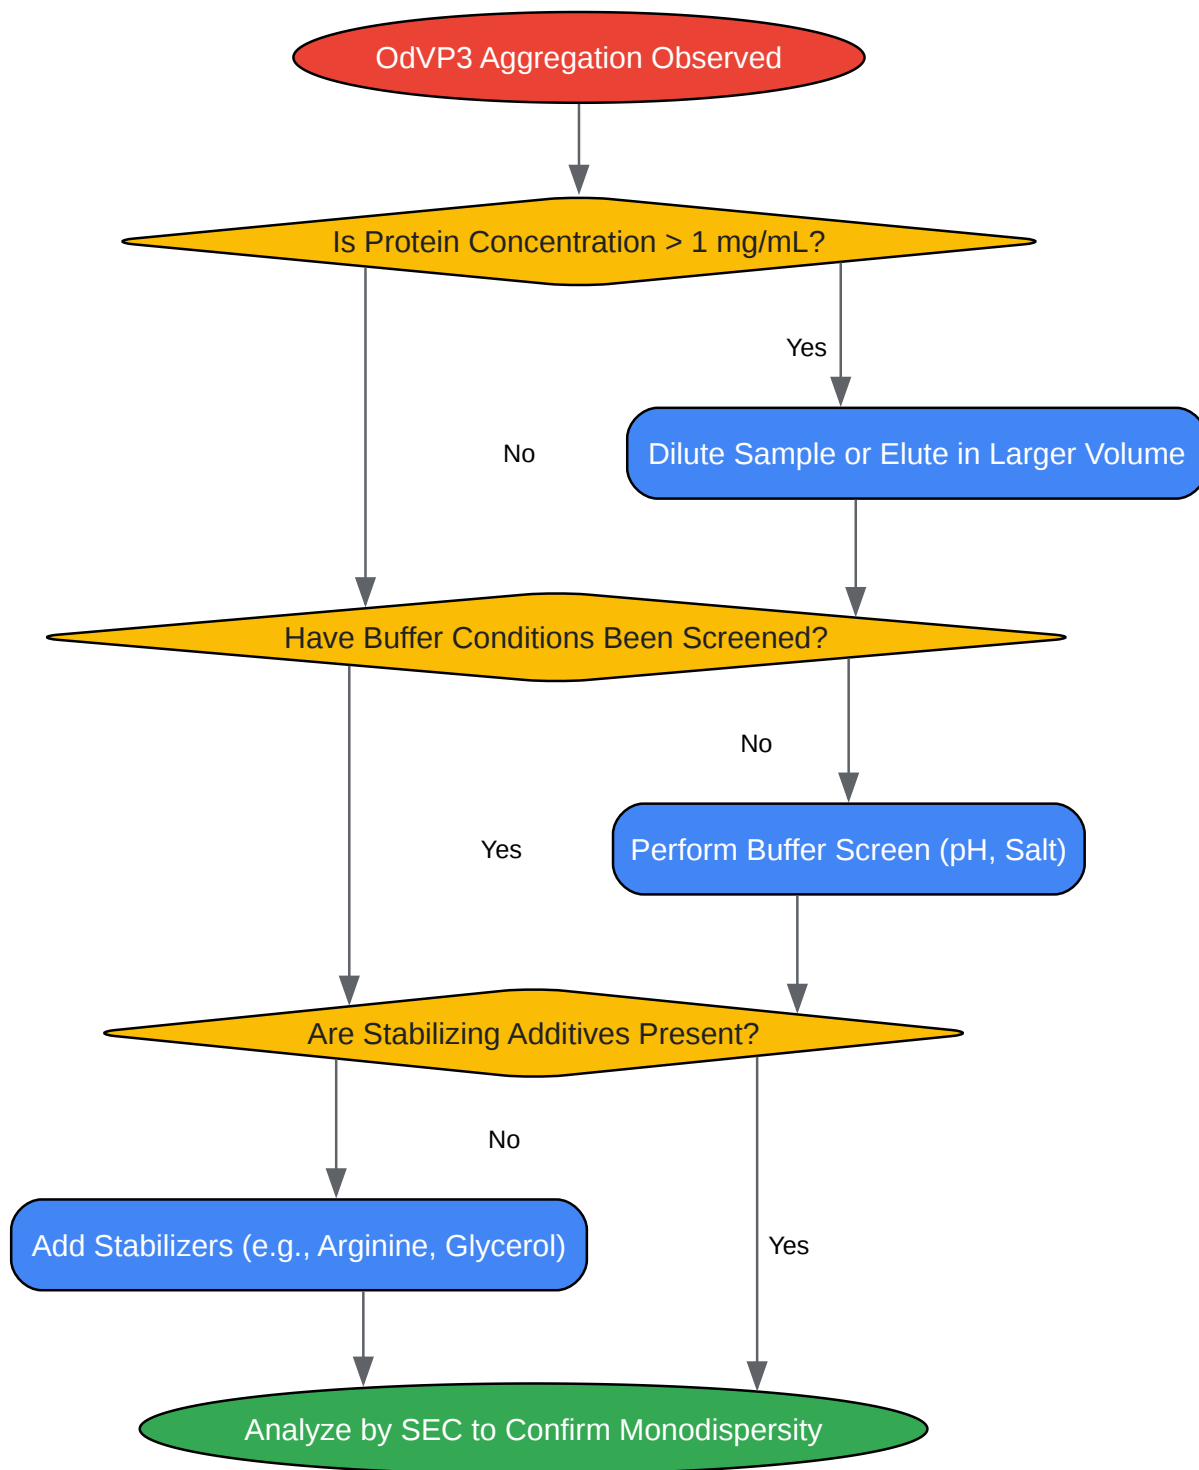 OdVP3 Aggregation Observed
Is Protein Concentration > 1 mg/mL?
Yes
No
Dilute Sample or Elute in Larger Volume
Have Buffer Conditions Been Screened?
No
Yes
Perform Buffer Screen (pH, Salt)
Are Stabilizing Additives Present?
No
Add Stabilizers (e.g., Arginine, Glycerol)
Yes
Analyze by SEC to Confirm Monodispersity